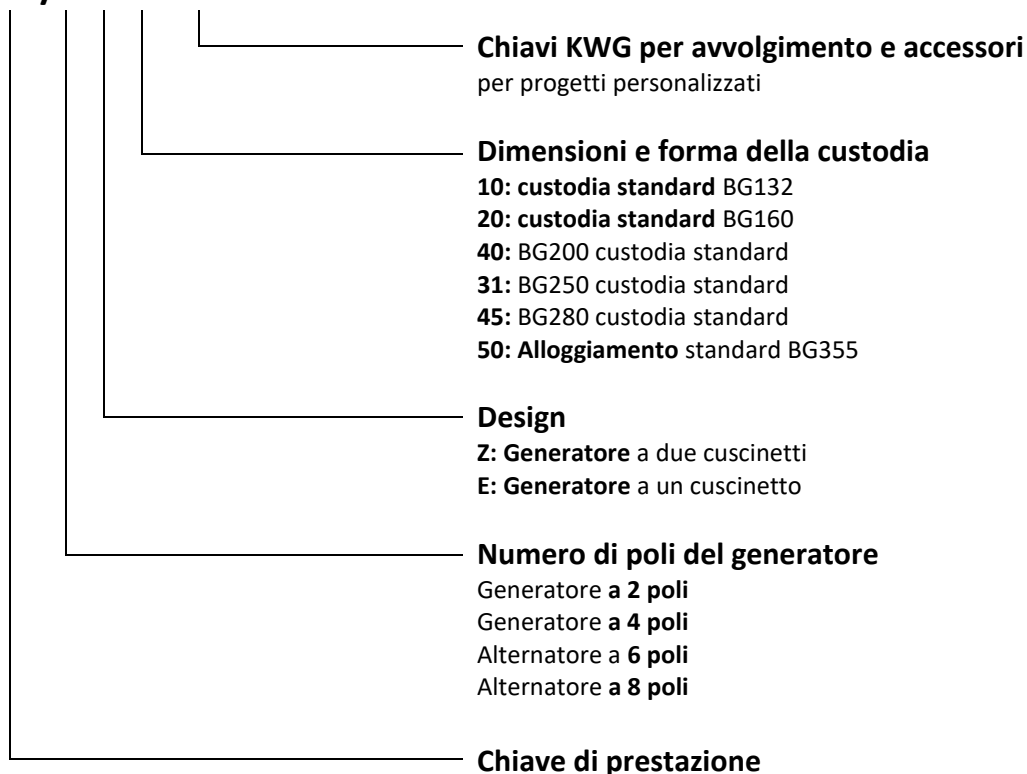 Chiavi KWG per avvolgimento e accessori
per progetti personalizzati
Dimensioni e forma della custodia
10: custodia standard BG132
20: custodia standard BG160
40: BG200 custodia standard
31: BG250 custodia standard
45: BG280 custodia standard
50: Alloggiamento standard BG355
Design
Z: Generatore a due cuscinetti
E: Generatore a un cuscinetto
Numero di poli del generatore
Generatore a 2 poli
Generatore a 4 poli
Alternatore a 6 poli
Alternatore a 8 poli
Chiave di prestazione